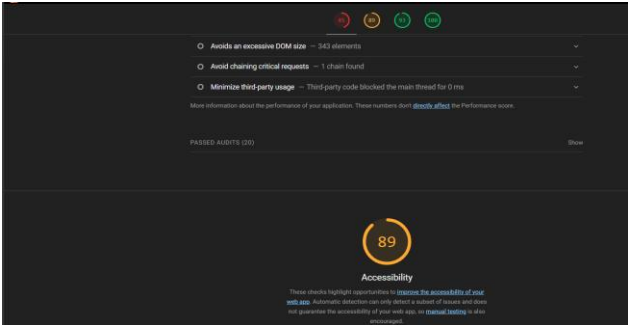 89
100
Avoids an excessive DOM size — 343 elements
Avoid chaining critical requests — 1 chain found
Minimize third-party usage — Third-party code blocked the main thread for 0 ms
More information about the performance of your application. These numbers don't directly affect the Performance score.
PASSED AUDITS (20)
Show
89
Accessibility
These checks highlight opportunities to improve the accessibility of your
web app. Automatic detection can only detect a subset of issues and does
not guarantee the accessibility of your web app, so manual testing is also
encouraged.